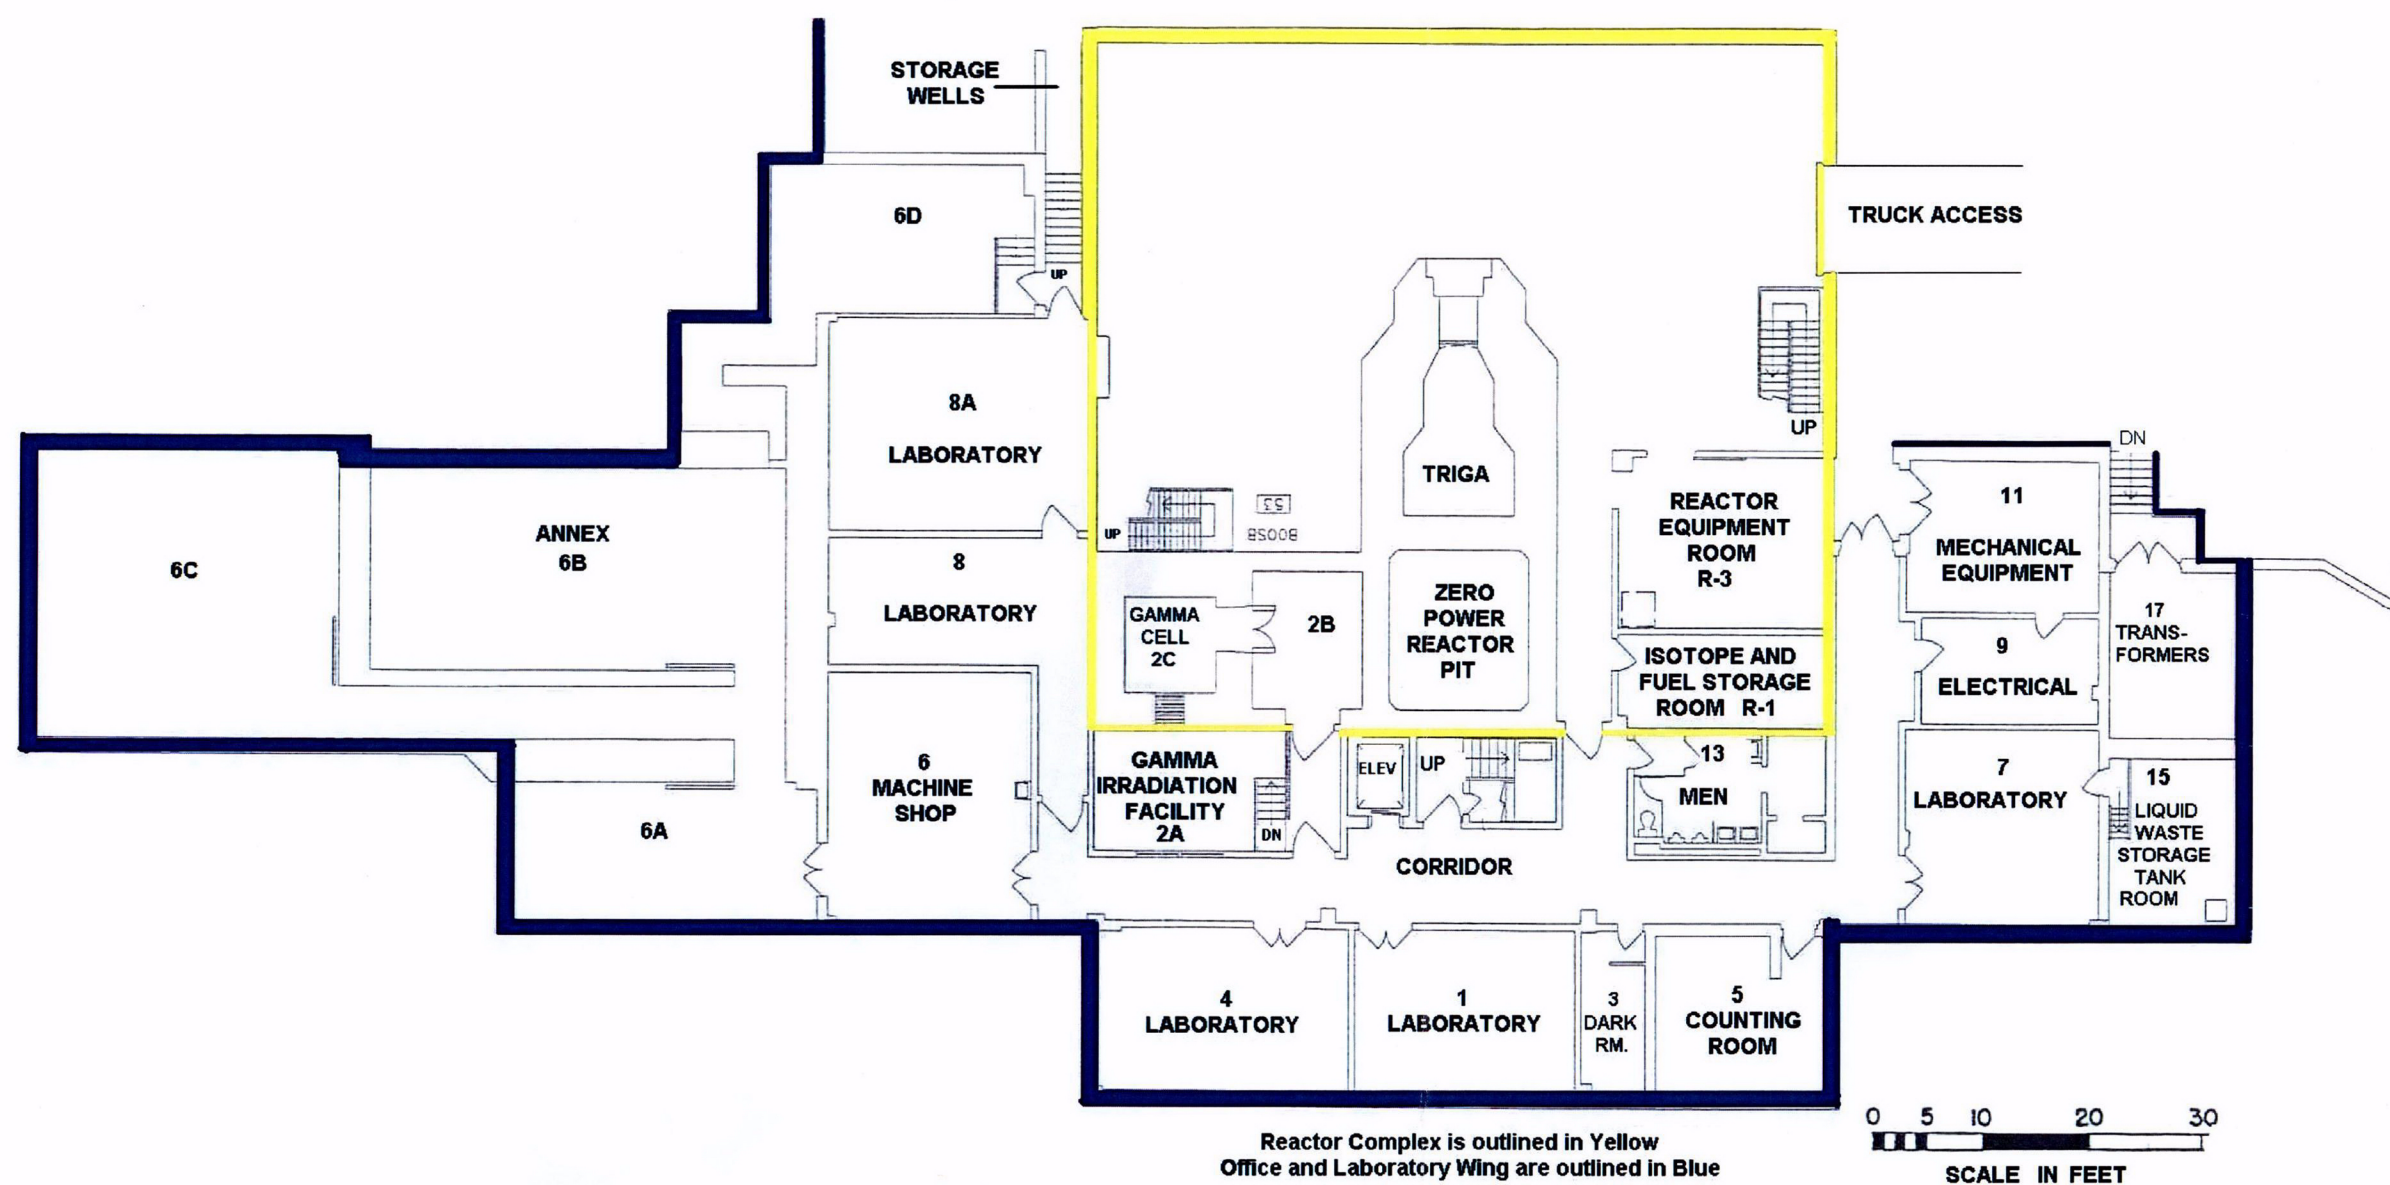 STORAGE
WELLS
6D
UP
TRUCK ACCESS
8A
LABORATORY
UP
TRIGA
REACTOR
EQUIPMENT
ROOM
R-3
11
MECHANICAL
EQUIPMENT
DN
ANNEX
6B
6C
8
LABORATORY
UP
GAMMA
CELL
2C
2B
ZERO
POWER
REACTOR
PIT
ISOTOPE AND
FUEL STORAGE
ROOM R-1
9
ELECTRICAL
17
TRANS-
FORMERS
6
MACHINE
SHOP
GAMMA
IRRADIATION
FACILITY
2A
DN
ELEV
UP
13
MEN
7
LABORATORY
15
LIQUID
WASTE
STORAGE
TANK
ROOM
6A
CORRIDOR
4
LABORATORY
1
LABORATORY
3
DARK
RM.
5
COUNTING
ROOM
0 5 10 20 30
SCALE IN FEET
Reactor Complex is outlined in Yellow
Office and Laboratory Wing are outlined in Blue